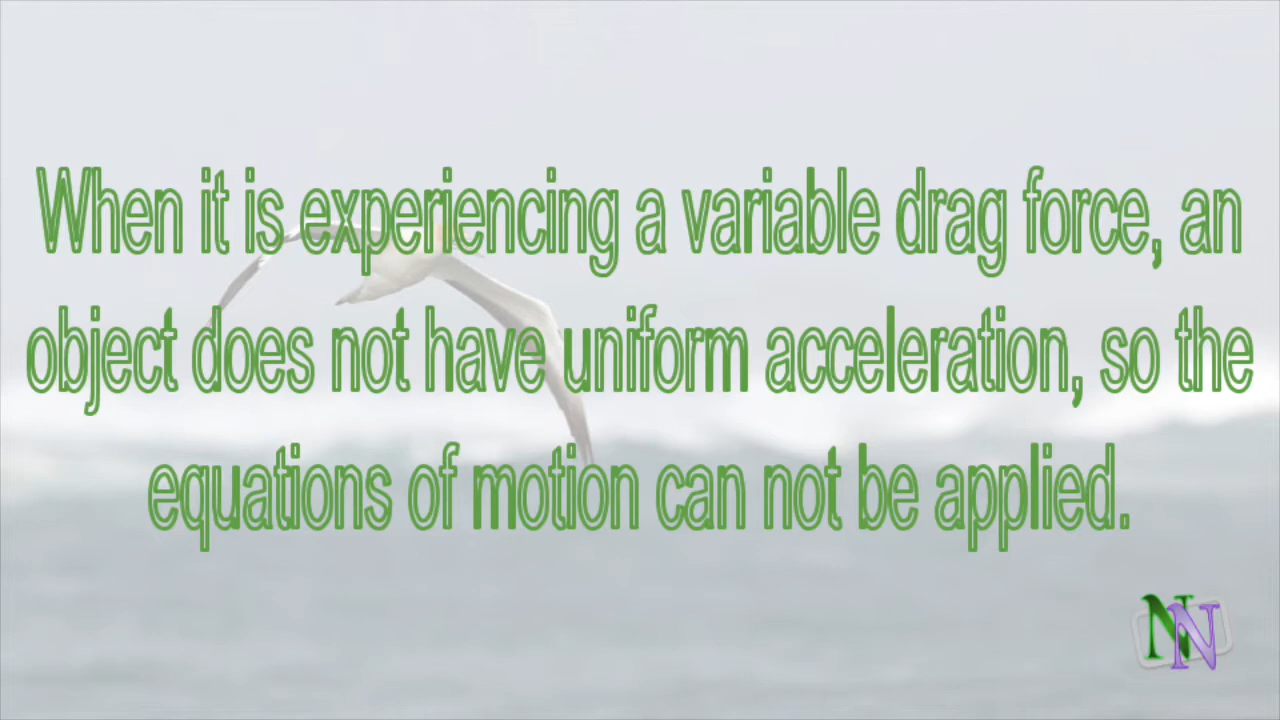 When it is experiencing a variable drag force, an
object does not have uniform acceleration, so the
equations of motion can not be applied.
NN